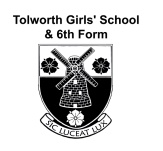 Tolworth Girls' School
& 6th Form
SIC LUCEAT LUX